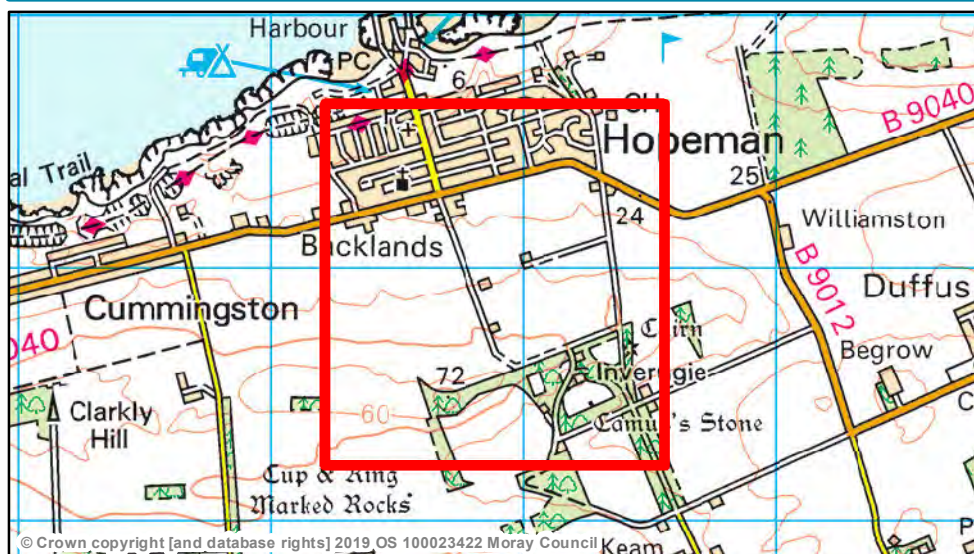 Harbour
PC
6
Hopeman
B 9040
al Trail
25
24
Williamston
Backlands
B 9012
Duffus
Cummingston
040
Cairn
Begrow
Inverugie
72
60
Clarkly
Hill
Camus's Stone
Cup & Ring
Marked Rocks
© Crown copyright [and database rights] 2019 OS 100023422 Moray Council
Keam